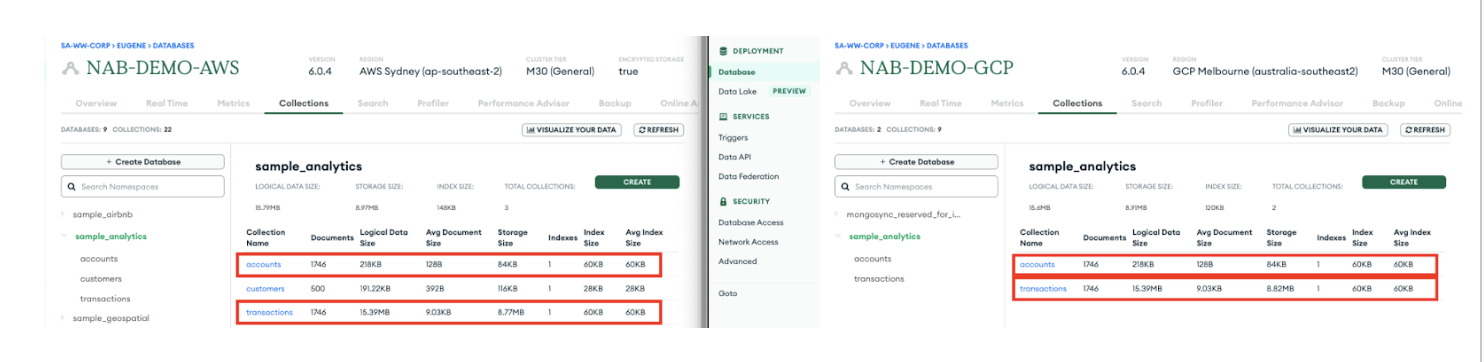 SA-WW-CORP > EUGENE > DATABASES
NAB-DEMO-AWS
VERSION
6.0.4
REGION
AWS Sydney (ap-southeast-2)
CLUSTER TIER
M30 (General)
ENCRYPTED STORAGE
true
Overview Real Time Metrics Collections Search Profiler Performance Advisor Backup Online A
DATABASES: 9 COLLECTIONS: 22
VISUALIZE YOUR DATA
REFRESH
+ Create Database
Search Namespaces
sample_airbnb
sample_analytics
accounts
customers
transactions
sample_geospatial
sample_analytics
LOGICAL DATA SIZE: STORAGE SIZE: INDEX SIZE: TOTAL COLLECTIONS:
15.79MB 8.97MB 148KB 3
CREATE
Collection Name Documents Logical Data Size Avg Document Size Storage Size Indexes Index Size Avg Index Size
accounts 1746 218KB 128B 84KB 1 60KB 60KB
customers 500 191.22KB 392B 116KB 1 28KB 28KB
transactions 1746 15.39MB 9.03KB 8.77MB 1 60KB 60KB
DEPLOYMENT
Database
Data Lake PREVIEW
SERVICES
Triggers
Data API
Data Federation
SECURITY
Database Access
Network Access
Advanced
Goto
SA-WW-CORP > EUGENE > DATABASES
NAB-DEMO-GCP
VERSION
6.0.4
REGION
GCP Melbourne (australia-southeast2)
CLUSTER TIER
M30 (General)
Overview Real Time Metrics Collections Search Profiler Performance Advisor Backup Online
DATABASES: 2 COLLECTIONS: 9
VISUALIZE YOUR DATA
REFRESH
+ Create Database
Search Namespaces
mongosync_reserved_for_i...
sample_analytics
accounts
transactions
sample_analytics
LOGICAL DATA SIZE: STORAGE SIZE: INDEX SIZE: TOTAL COLLECTIONS:
15.6MB 8.91MB 120KB 2
CREATE
Collection Name Documents Logical Data Size Avg Document Size Storage Size Indexes Index Size Avg Index Size
accounts 1746 218KB 128B 84KB 1 60KB 60KB
transactions 1746 15.39MB 9.03KB 8.82MB 1 60KB 60KB